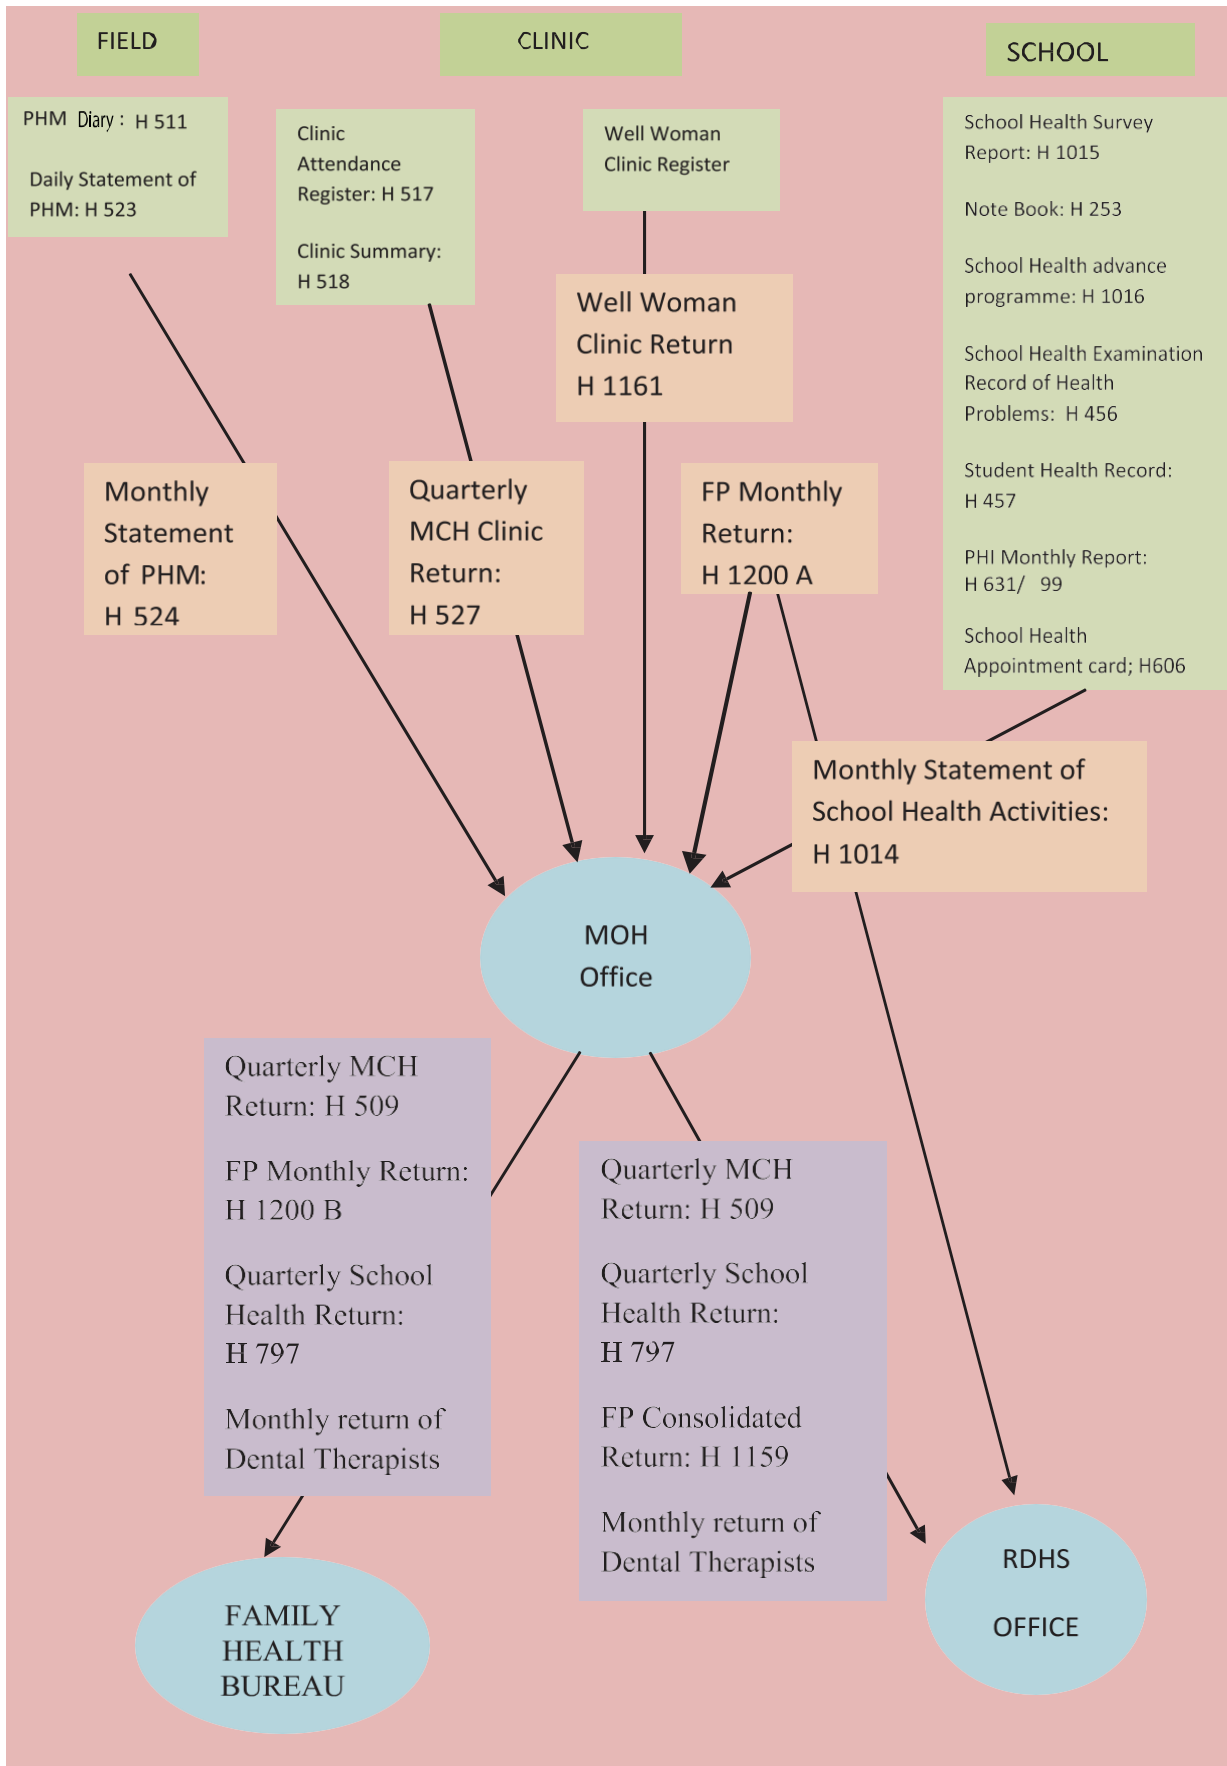 FIELD
CLINIC
SCHOOL
PHM Diary : H 511
Daily Statement of
PHM: H 523
Clinic
Attendance
Register: H 517
Clinic Summary:
H 518
Well Woman
Clinic Register
School Health Survey
Report: H 1015
Note Book: H 253
School Health advance
programme: H 1016
School Health Examination
Record of Health
Problems: H 456
Student Health Record:
H 457
PHI Monthly Report:
H 631/ 99
School Health
Appointment card; H606
Well Woman
Clinic Return
H 1161
Monthly
Statement
of PHM:
H 524
Quarterly
MCH Clinic
Return:
H 527
FP Monthly
Return:
H 1200 A
Monthly Statement of
School Health Activities:
H 1014
MOH
Office
Quarterly MCH
Return: H 509
FP Monthly Return:
H 1200 B
Quarterly School
Health Return:
H 797
Monthly return of
Dental Therapists
Quarterly MCH
Return: H 509
Quarterly School
Health Return:
H 797
FP Consolidated
Return: H 1159
Monthly return of
Dental Therapists
FAMILY
HEALTH
BUREAU
RDHS
OFFICE